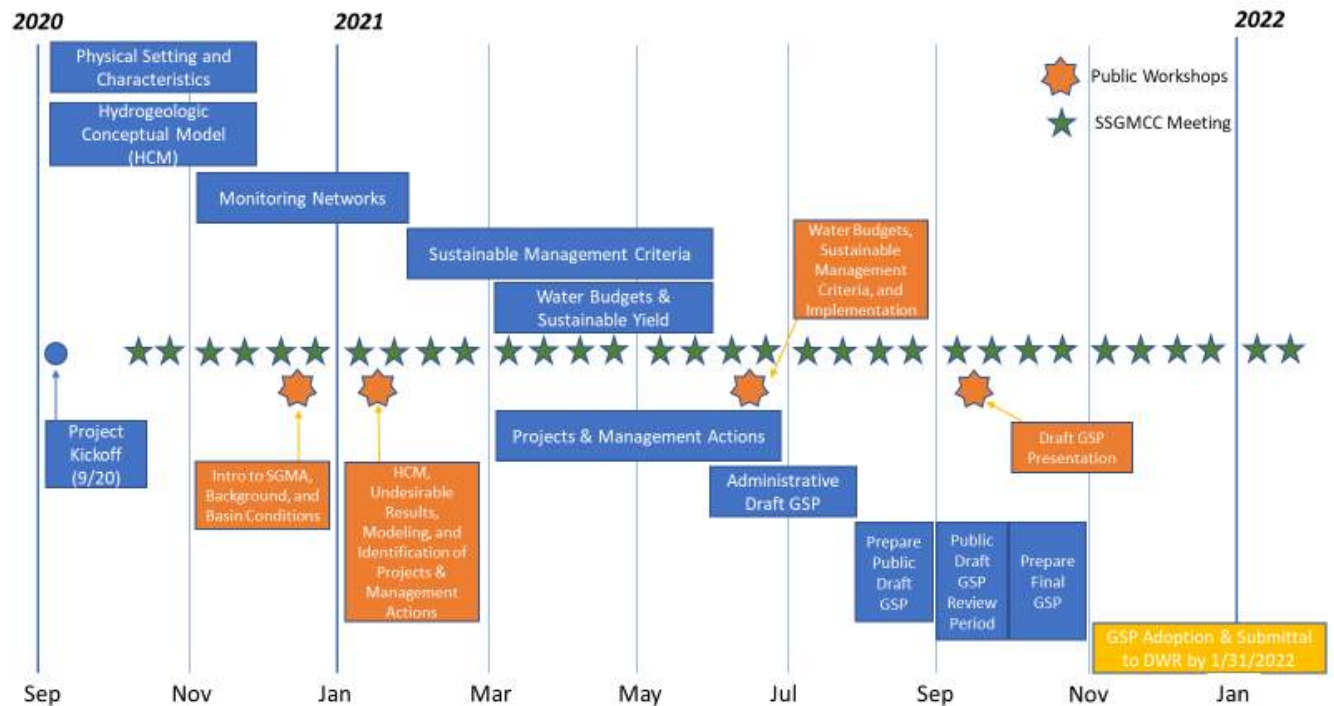 2020
2021
2022
Physical Setting and
Characteristics
Public Workshops
Hydrogeologic
Conceptual Model
(HCM)
SSGMCC Meeting
Monitoring Networks
Sustainable Management Criteria
Water Budgets,
Sustainable
Management
Criteria, and
Implementation
Water Budgets &
Sustainable Yield
Project
Kickoff
(9/20)
Projects & Management Actions
Intro to SGMA,
Background, and
Basin Conditions
HCM,
Undesirable
Results,
Modeling, and
Identification of
Projects &
Management
Actions
Administrative
Draft GSP
Draft GSP
Presentation
Prepare
Public
Draft
GSP
Public
Draft
GSP
Review
Period
Prepare
Final
GSP
GSP Adoption & Submittal
to DWR by 1/31/2022
Sep
Nov
Jan
Mar
May
Jul
Sep
Nov
Jan